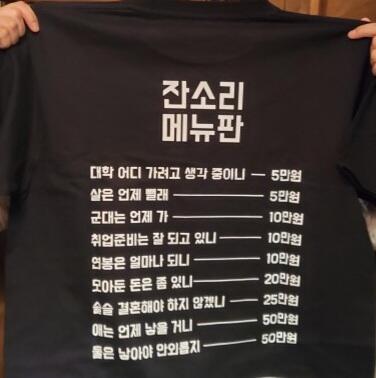 잔소리
메뉴판
대학 어디 가려고 생각 중이니 — 5만원
살은 언제 뺄래 — 5만원
군대는 언제 가 — 10만원
취업준비는 잘 되고 있니 — 10만원
연봉은 얼마나 되니 — 10만원
모아둔 돈은 좀 있니 — 20만원
슬슬 결혼해야 하지 않겠니 — 25만원
애는 언제 낳을 거니 — 50만원
둘은 낳아야 안외롭지 — 50만원